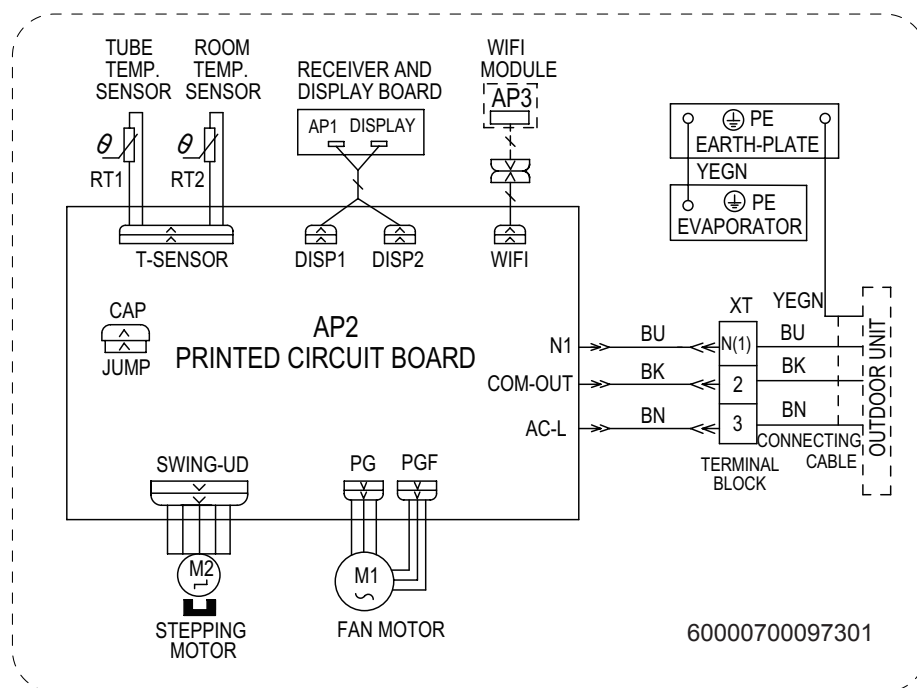 TUBE
TEMP.
SENSOR
ROOM
TEMP.
SENSOR
RECEIVER AND
DISPLAY BOARD
AP1 DISPLAY
WIFI
MODULE
AP3
PE
EARTH-PLATE
YEGN
PE
EVAPORATOR
θ
RT1
θ
RT2
T-SENSOR
DISP1
DISP2
WIFI
CAP
JUMP
AP2
PRINTED CIRCUIT BOARD
N1
COM-OUT
AC-L
BU
BK
BN
XT
N(1)
2
3
TERMINAL
BLOCK
YEGN
BU
BK
BN
CONNECTING
CABLE
OUTDOOR UNIT
SWING-UD
PG
PGF
M2
STEPPING
MOTOR
M1
FAN MOTOR
60000700097301